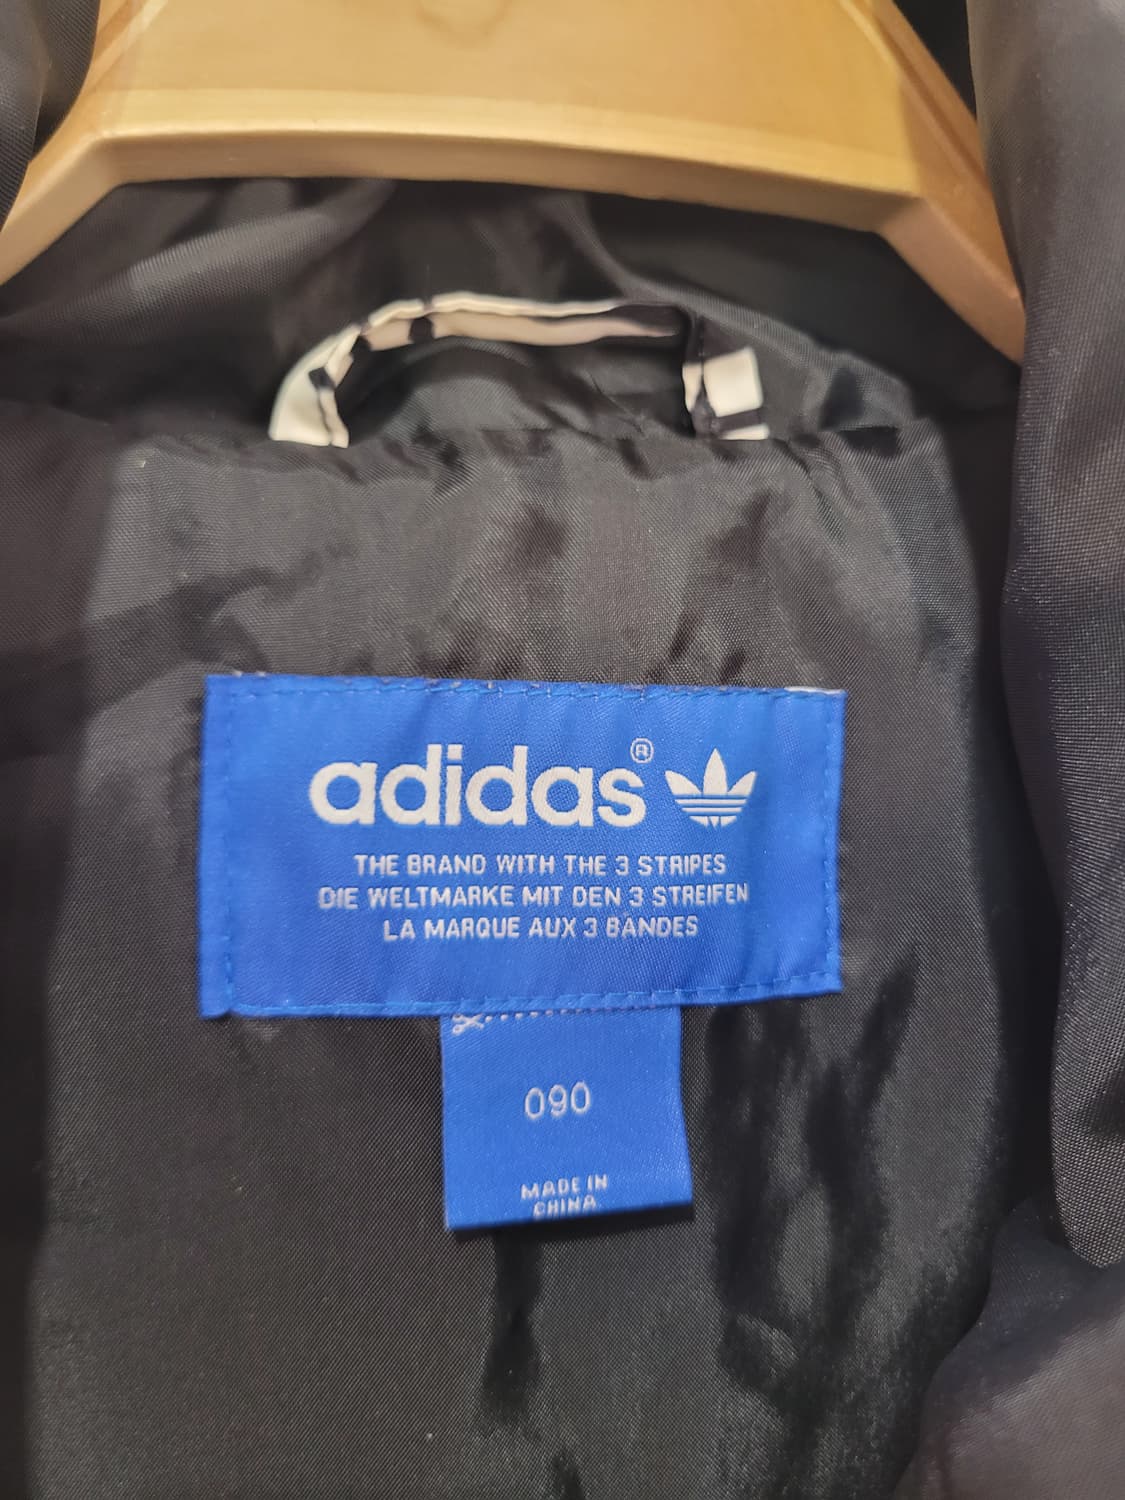 adidas®
THE BRAND WITH THE 3 STRIPES
DIE WELTMARKE MIT DEN 3 STREIFEN
LA MARQUE AUX 3 BANDES
090
MADE IN
CHINA